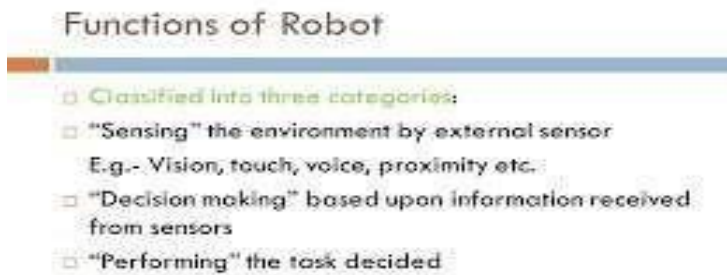 Functions of Robot
Classified into three categories:
"Sensing" the environment by external sensor
E.g.- Vision, touch, voice, proximity etc.
"Decision making" based upon information received
from sensors
"Performing" the task decided